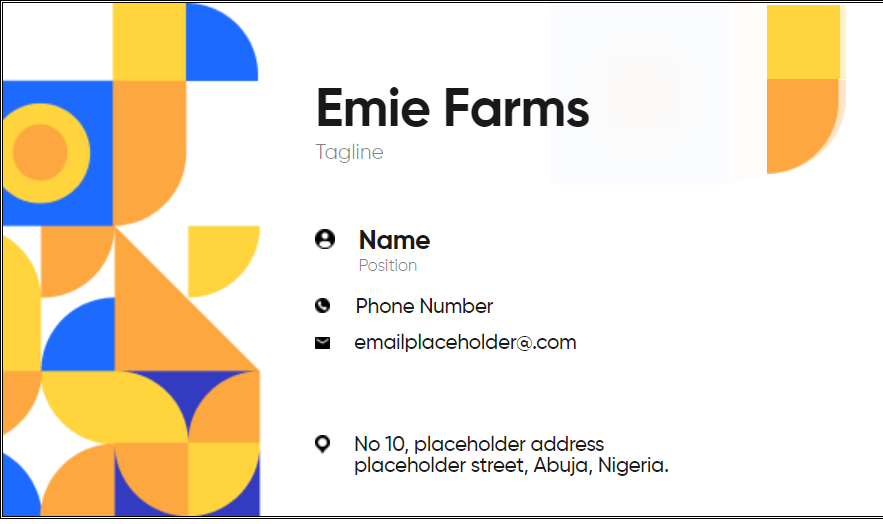 Emie Farms
Tagline
Name
Position
Phone Number
emailplaceholder@.com
No 10, placeholder address
placeholder street, Abuja, Nigeria.